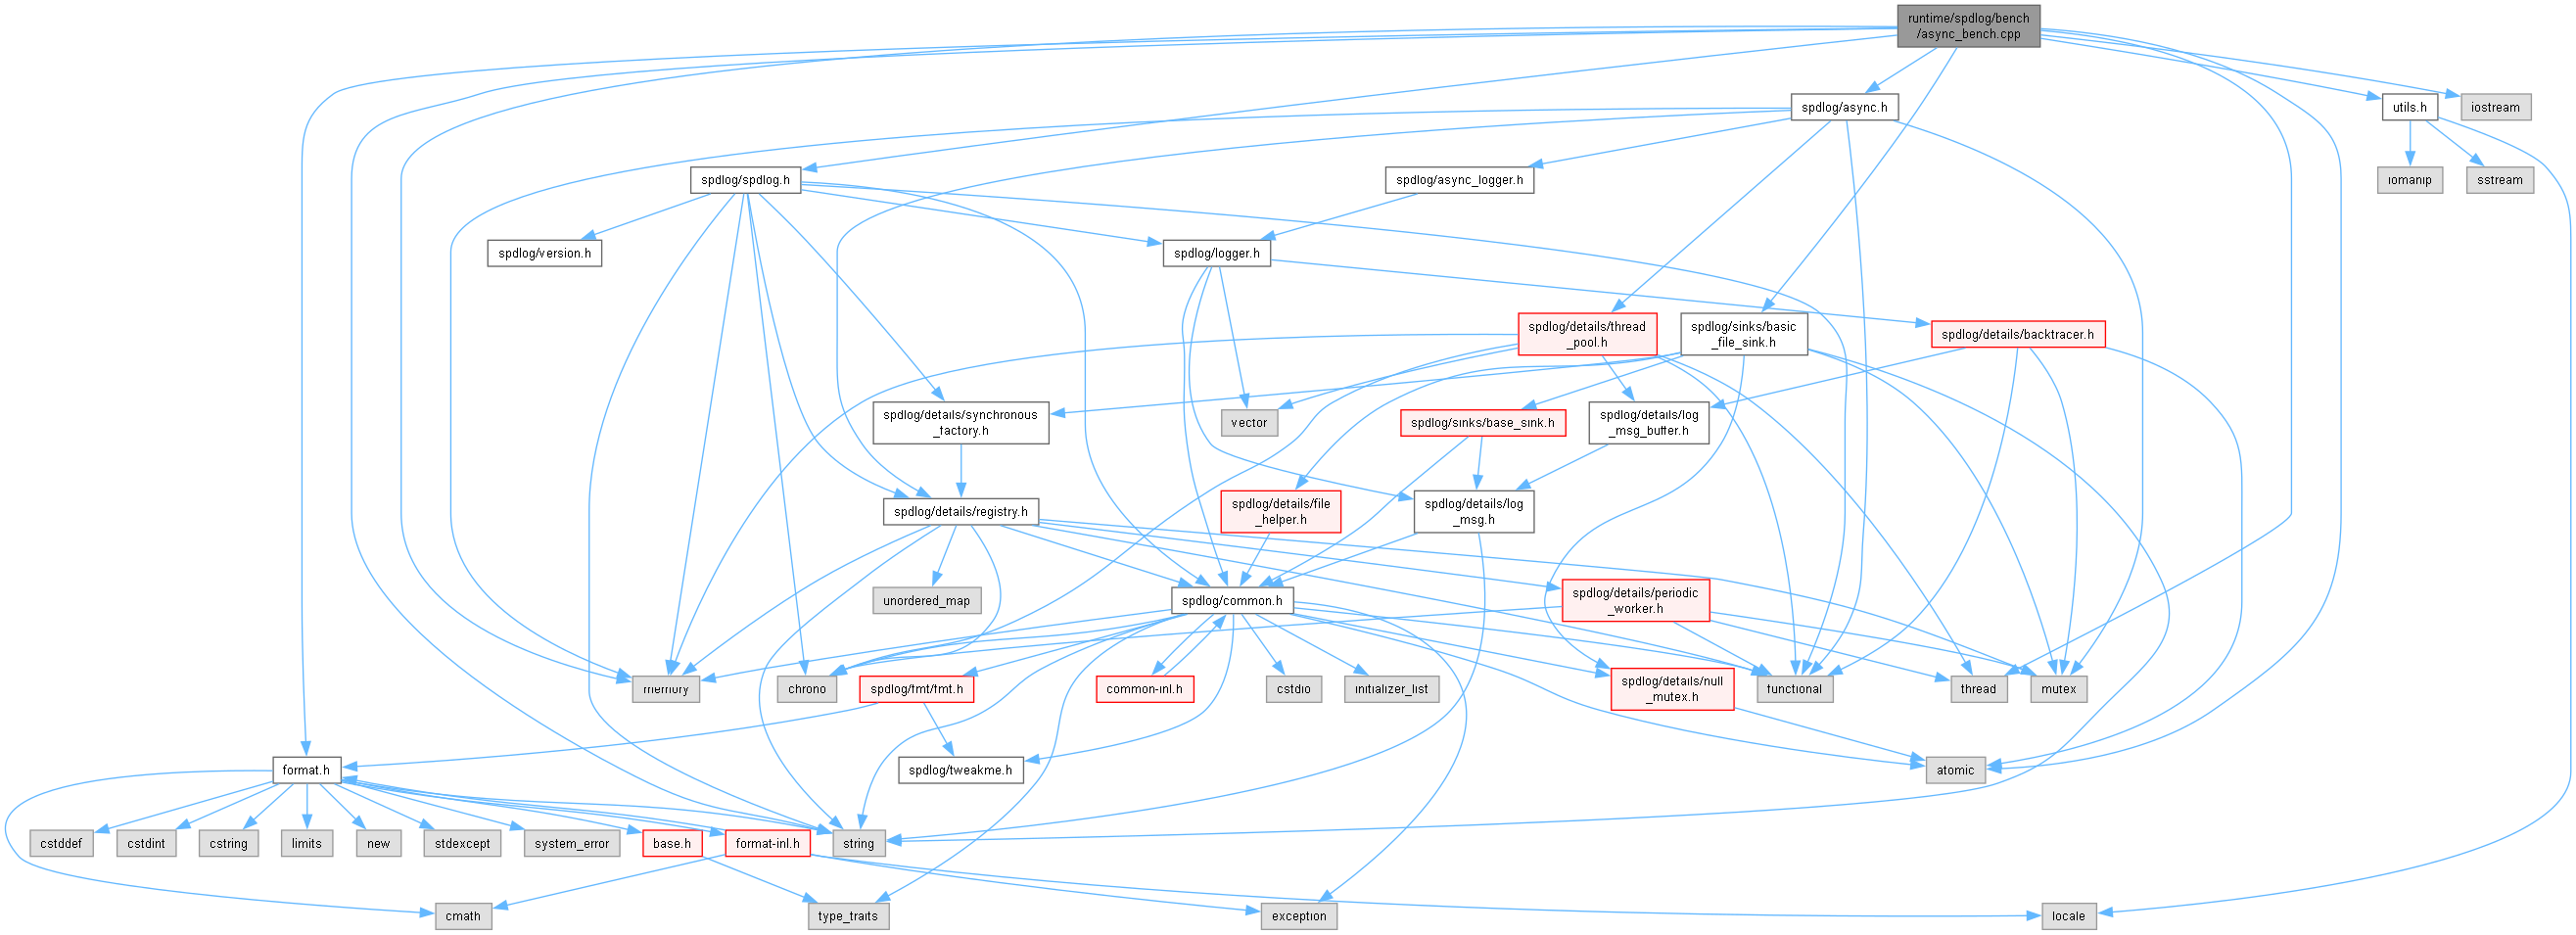 runtime/spdlog/bench
/async_bench.cpp
spdlog/async.h
utils.h
iostream
spdlog/spdlog.h
spdlog/async_logger.h
iomanip
sstream
spdlog/version.h
spdlog/logger.h
spdlog/details/thread
_pool.h
spdlog/sinks/basic
_file_sink.h
spdlog/details/backtracer.h
spdlog/details/synchronous
_factory.h
vector
spdlog/sinks/base_sink.h
spdlog/details/log
_msg_buffer.h
spdlog/details/registry.h
spdlog/details/file
_helper.h
spdlog/details/log
_msg.h
unordered_map
spdlog/common.h
spdlog/details/periodic
_worker.h
memory
chrono
spdlog/fmt/fmt.h
common-inl.h
cstdio
initializer_list
spdlog/details/null
_mutex.h
functional
thread
mutex
format.h
spdlog/tweakme.h
atomic
cstddef
cstdint
cstring
limits
new
stdexcept
system_error
base.h
format-inl.h
string
cmath
type_traits
exception
locale